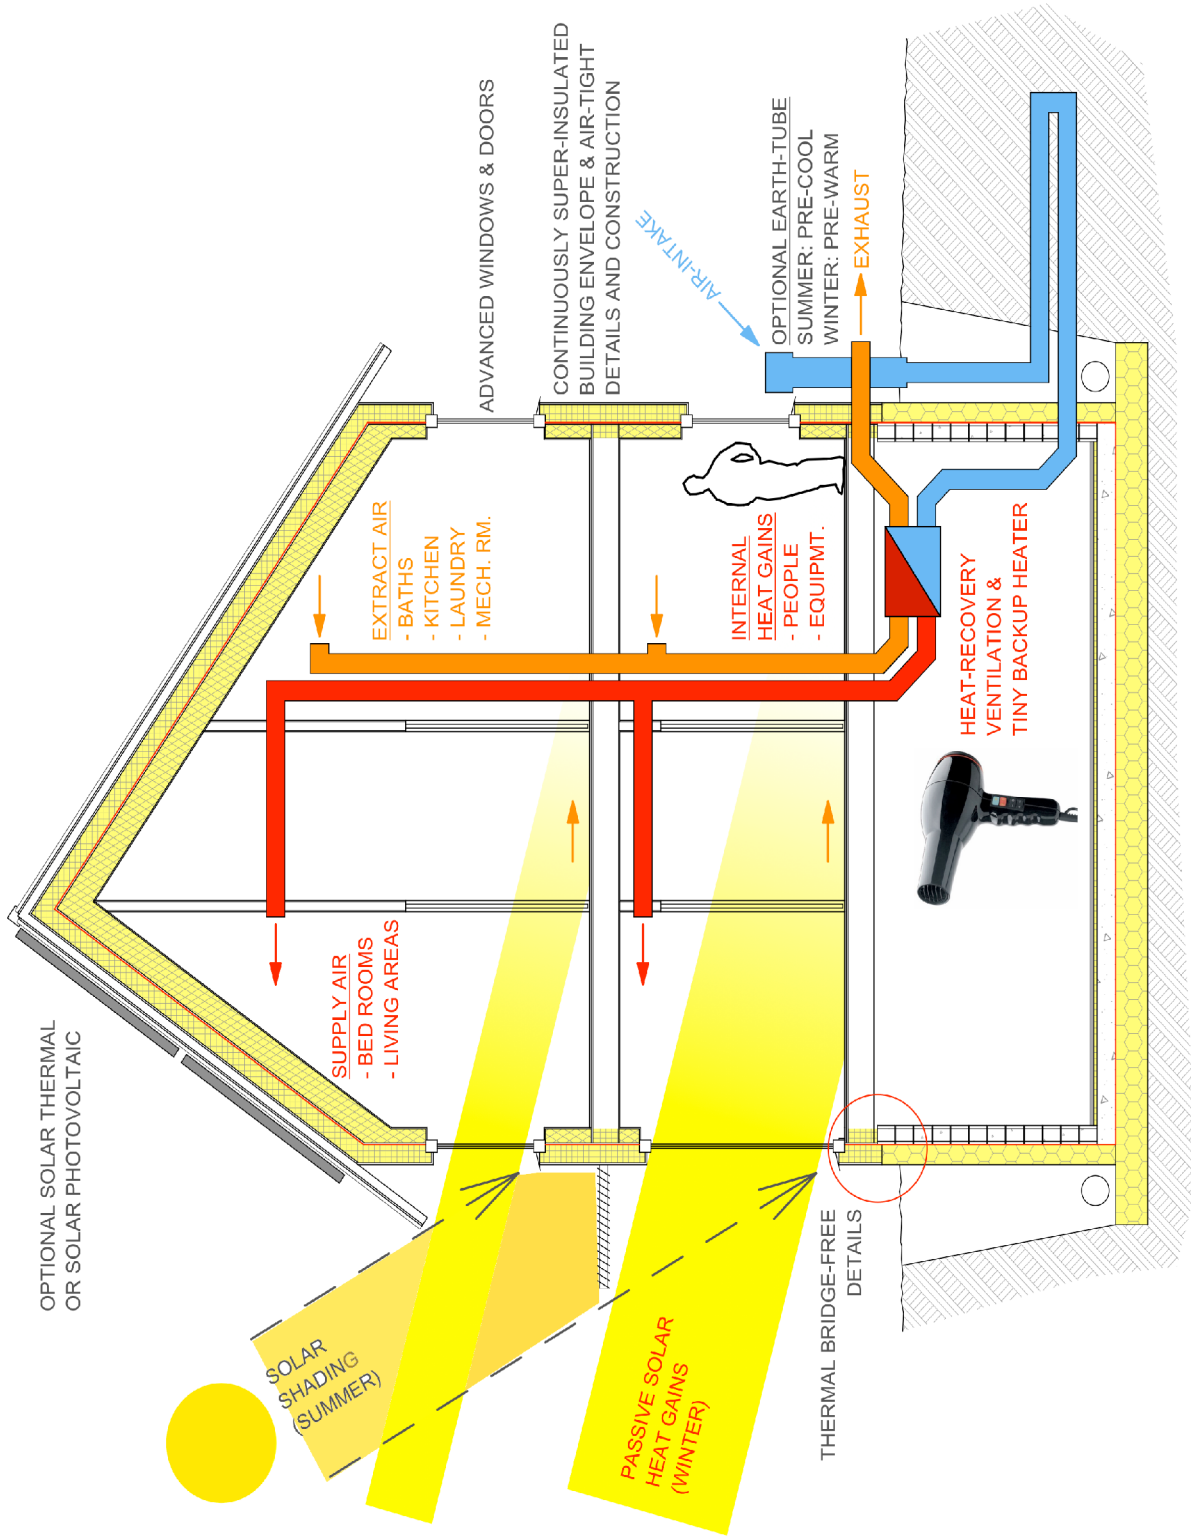 OPTIONAL SOLAR THERMAL
OR SOLAR PHOTOVOLTAIC
SOLAR
SHADING
(SUMMER)
PASSIVE SOLAR
HEAT GAINS
(WINTER)
THERMAL BRIDGE-FREE
DETAILS
SUPPLY AIR
- BED ROOMS
- LIVING AREAS
EXTRACT AIR
- BATHS
- KITCHEN
- LAUNDRY
- MECH. RM.
INTERNAL
HEAT GAINS
- PEOPLE
- EQUIPMT.
HEAT-RECOVERY
VENTILATION &
TINY BACKUP HEATER
ADVANCED WINDOWS & DOORS
CONTINUOUSLY SUPER-INSULATED
BUILDING ENVELOPE & AIR-TIGHT
DETAILS AND CONSTRUCTION
AIR-INTAKE
OPTIONAL EARTH-TUBE
SUMMER: PRE-COOL
WINTER: PRE-WARM
EXHAUST